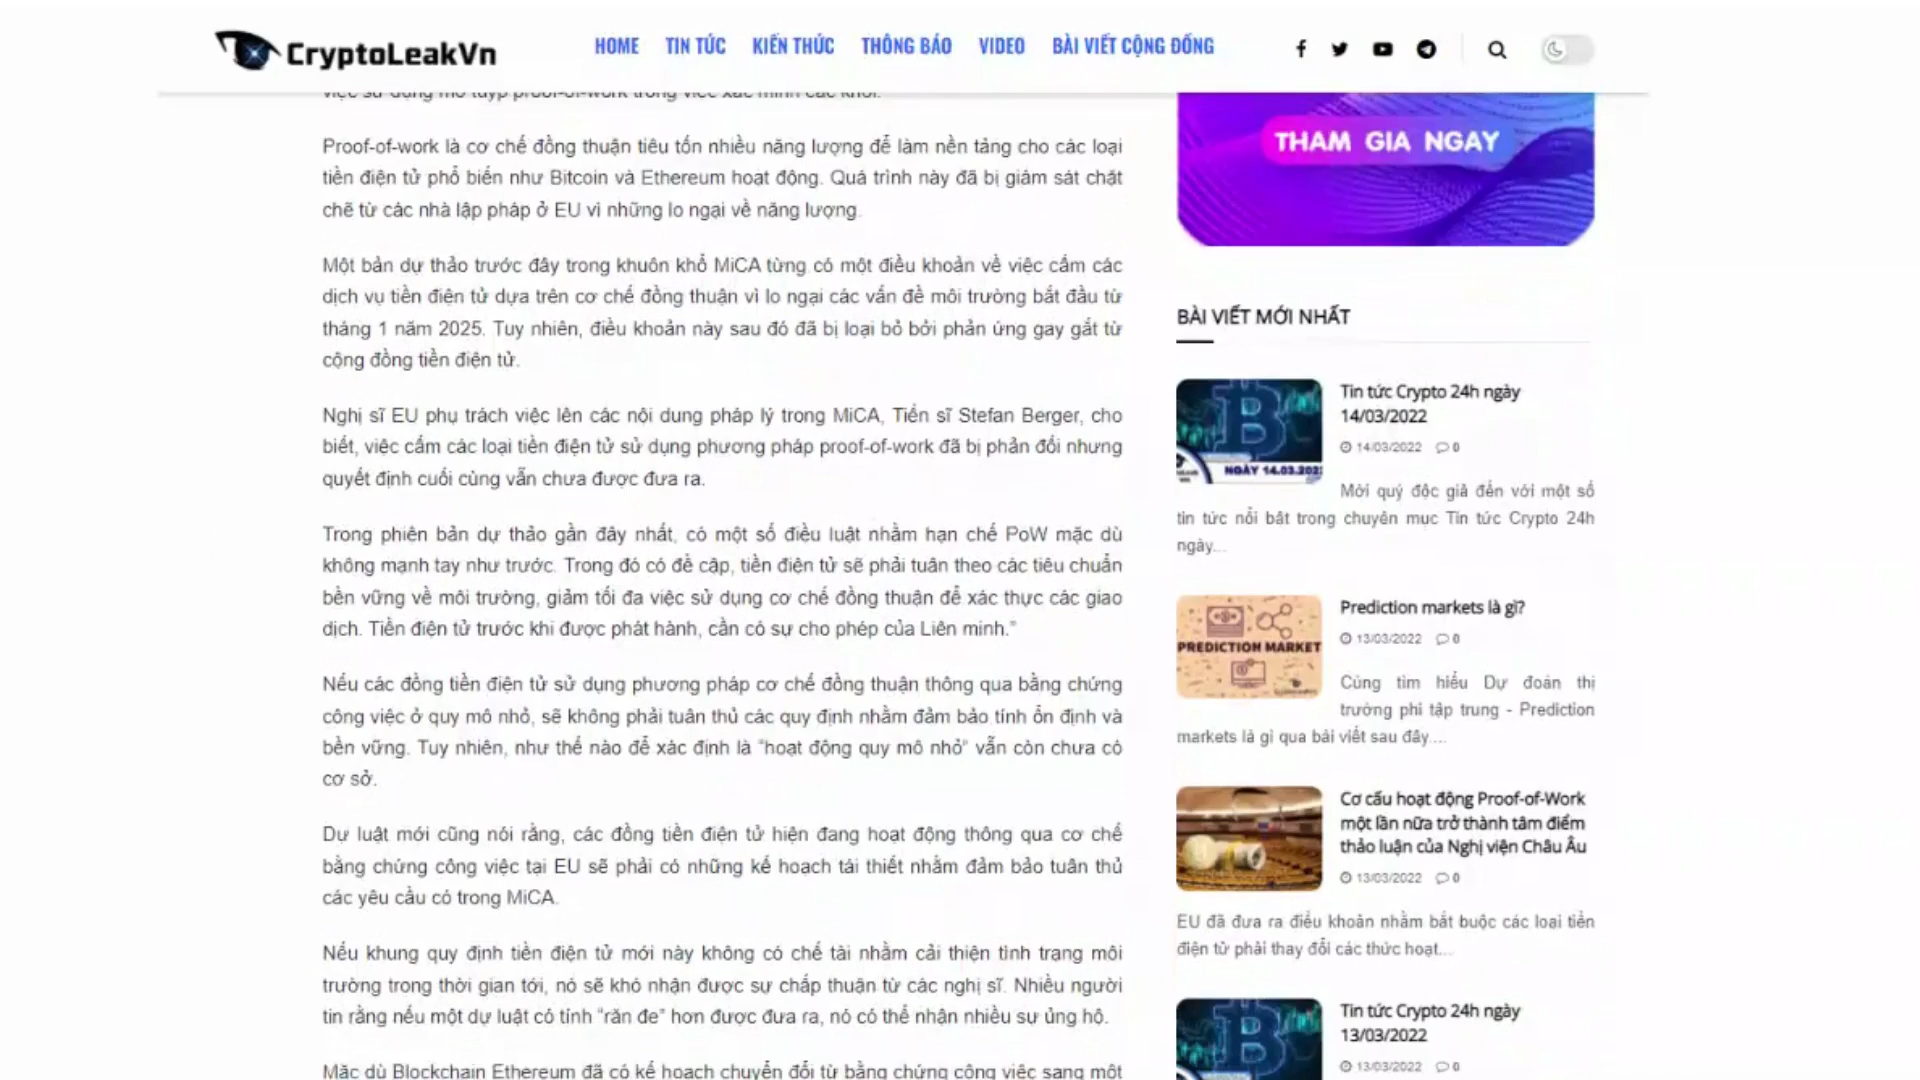 CryptoLeakVn
HOME TIN TỨC KIẾN THỨC THÔNG BÁO VIDEO BÀI VIẾT CỘNG ĐỒNG
Proof-of-work là cơ chế đồng thuận tiêu tốn nhiều năng lượng để làm nền tảng cho các loại
tiền điện tử phổ biến như Bitcoin và Ethereum hoạt động. Quá trình này đã bị giám sát chặt
chẽ từ các nhà lập pháp ở EU vì những lo ngại về năng lượng.
Một bản dự thảo trước đây trong khuôn khổ MiCA từng có một điều khoản về việc cấm các
dịch vụ tiền điện tử dựa trên cơ chế đồng thuận vì lo ngại các vấn đề môi trường bắt đầu từ
tháng 1 năm 2025. Tuy nhiên, điều khoản này sau đó đã bị loại bỏ bởi phản ứng gay gắt từ
cộng đồng tiền điện tử.
Nghị sĩ EU phụ trách việc lên các nội dung pháp lý trong MiCA, Tiến sĩ Stefan Berger, cho
biết, việc cấm các loại tiền điện tử sử dụng phương pháp proof-of-work đã bị phản đối nhưng
quyết định cuối cùng vẫn chưa được đưa ra.
Trong phiên bản dự thảo gần đây nhất, có một số điều luật nhằm hạn chế PoW mặc dù
không mạnh tay như trước. Trong đó có đề cập, tiền điện tử sẽ phải tuân theo các tiêu chuẩn
bền vững về môi trường, giảm tối đa việc sử dụng cơ chế đồng thuận để xác thực các giao
dịch. Tiền điện tử trước khi được phát hành, cần có sự cho phép của Liên minh."
Nếu các đồng tiền điện tử sử dụng phương pháp cơ chế đồng thuận thông qua bằng chứng
công việc ở quy mô nhỏ, sẽ không phải tuân thủ các quy định nhằm đảm bảo tính ổn định và
bền vững. Tuy nhiên, như thế nào để xác định là "hoạt động quy mô nhỏ" vẫn còn chưa có
cơ sở.
Dự luật mới cũng nói rằng, các đồng tiền điện tử hiện đang hoạt động thông qua cơ chế
bằng chứng công việc tại EU sẽ phải có những kế hoạch tái thiết nhằm đảm bảo tuân thủ
các yêu cầu có trong MiCA.
Nếu khung quy định tiền điện tử mới này không có chế tài nhằm cải thiện tình trạng môi
trường trong thời gian tới, nó sẽ khó nhận được sự chấp thuận từ các nghị sĩ. Nhiều người
tin rằng nếu một dự luật có tính "răn đe" hơn được đưa ra, nó có thể nhận nhiều sự ủng hộ.
Mặc dù Blockchain Ethereum đã có kế hoạch chuyển đổi từ bằng chứng công việc sang một
THAM GIA NGAY
BÀI VIẾT MỚI NHẤT
NGÀY 14.03.202
Tin tức Crypto 24h ngày
14/03/2022
14/03/2022 0
Mời quý độc giả đến với một số
tin tức nổi bật trong chuyên mục Tin tức Crypto 24h
ngày...
PREDICTION MARKET
Prediction markets là gì?
13/03/2022 0
Cùng tìm hiểu Dự đoán thị
trường phi tập trung - Prediction
markets là gì qua bài viết sau đây....
Cơ cấu hoạt động Proof-of-Work
một lần nữa trở thành tâm điểm
thảo luận của Nghị viện Châu Âu
13/03/2022 0
EU đã đưa ra điều khoản nhằm bắt buộc các loại tiền
điện tử phải thay đổi các thức hoạt...
Tin tức Crypto 24h ngày
13/03/2022
13/03/2022 0